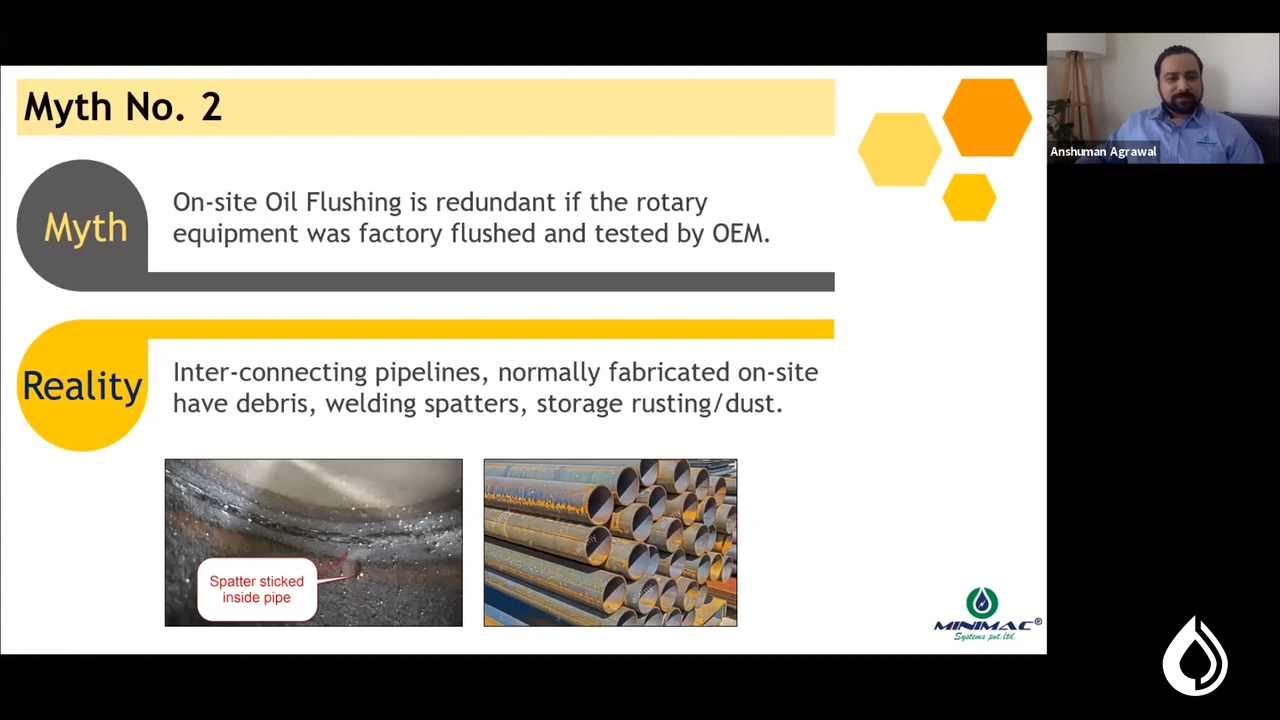 Myth No. 2
Myth
On-site Oil Flushing is redundant if the rotary
equipment was factory flushed and tested by OEM.
Reality
Inter-connecting pipelines, normally fabricated on-site
have debris, welding spatters, storage rusting/dust.
Spatter sticked
inside pipe
alamy
alamy
MINIMAC®
Systems pvt.ltd.
Anshuman Agrawal